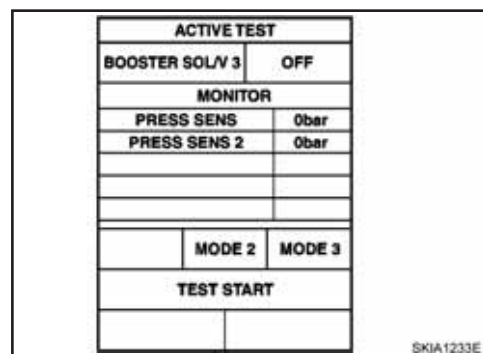 ACTIVE TEST
BOOSTER SOL/V 3 OFF
MONITOR
PRESS SENS 0bar
PRESS SENS 2 0bar
MODE 2 MODE 3
TEST START
SKIA1233E